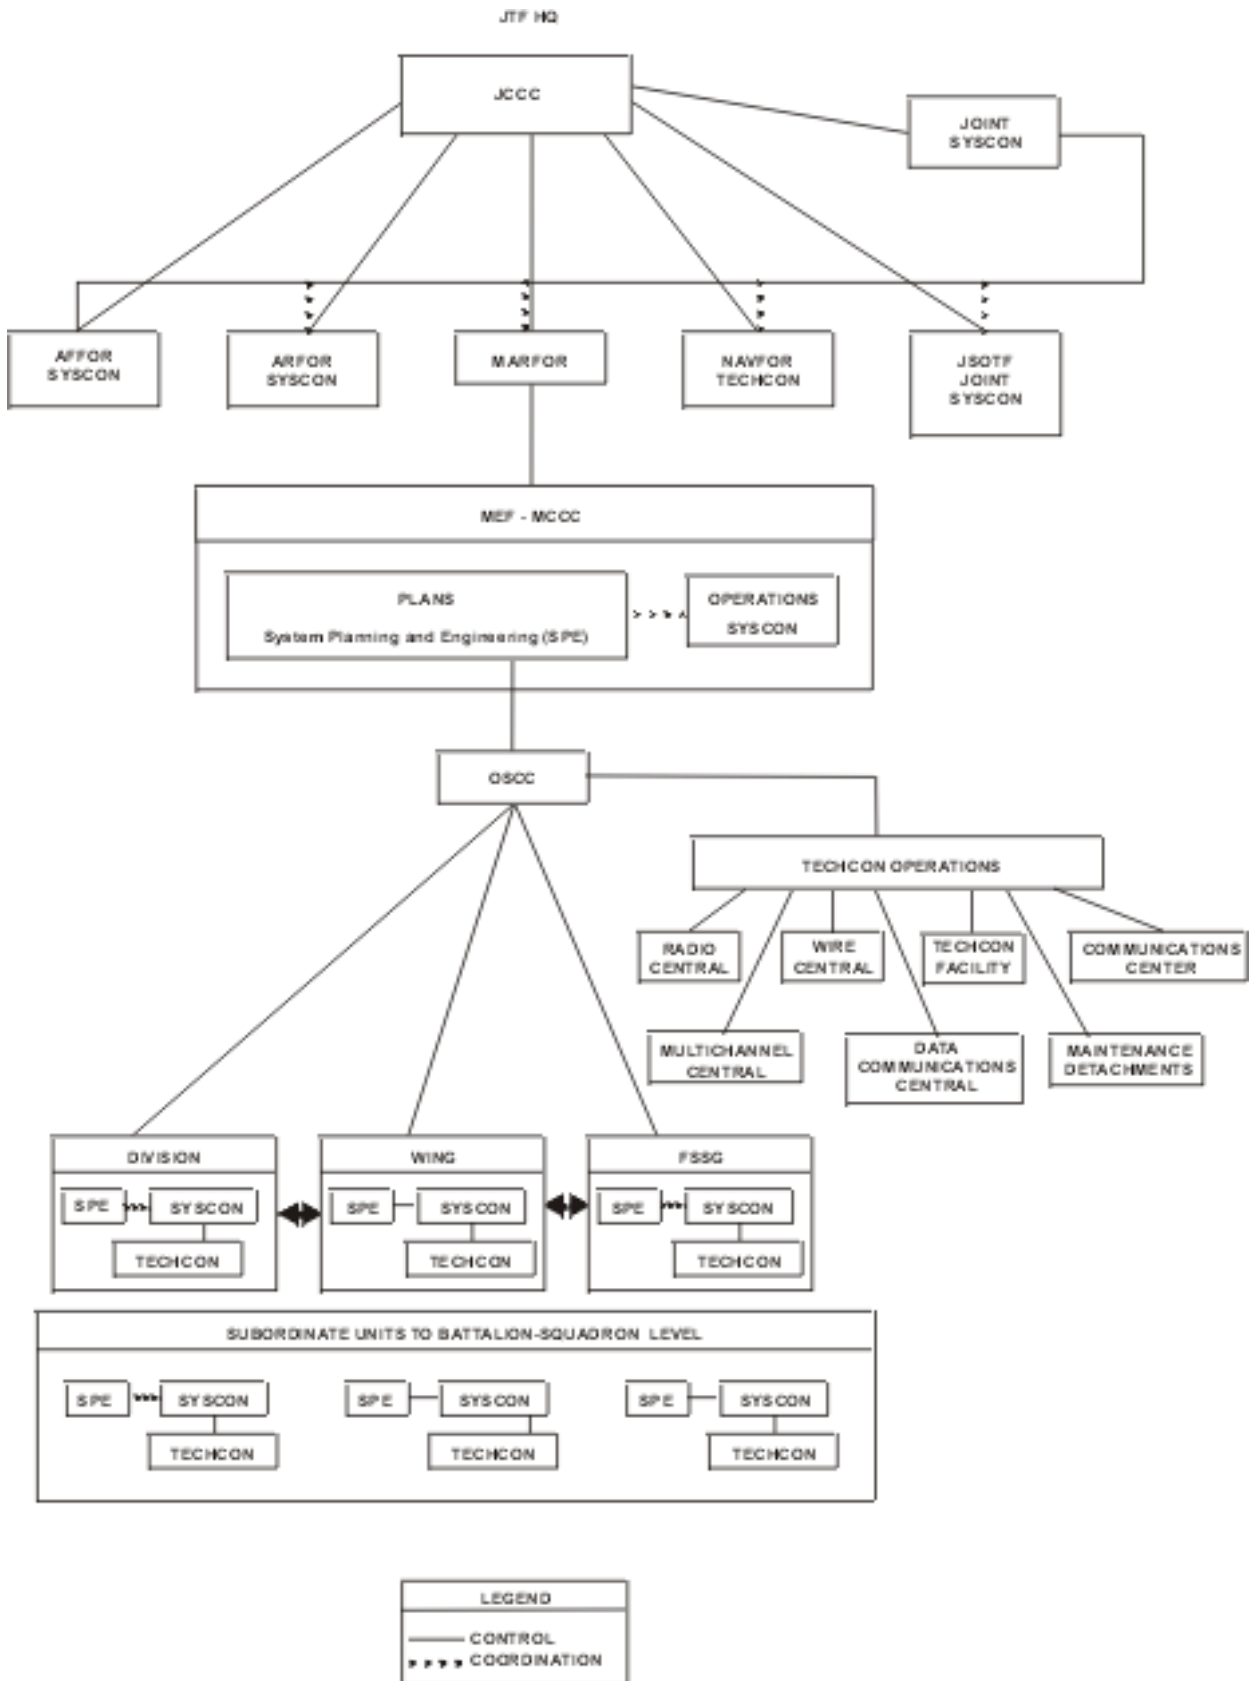 JTF HQ
JCCC
JOINT
SYSCON
AFFOR
SYSCON
ARFOR
SYSCON
MARFOR
NAVFOR
TECHCON
JSOTF
JOINT
SYSCON
MEF - MCCC
PLANS
System Planning and Engineering (SPE)
OPERATIONS
SYSCON
OSCC
TECHCON OPERATIONS
RADIO
CENTRAL
WIRE
CENTRAL
TECHCON
FACILITY
COMMUNICATIONS
CENTER
MULTICHANNEL
CENTRAL
DATA
COMMUNICATIONS
CENTRAL
MAINTENANCE
DETACHMENTS
DIVISION
SPE
SYSCON
TECHCON
WING
SPE
SYSCON
TECHCON
FSSG
SPE
SYSCON
TECHCON
SUBORDINATE UNITS TO BATTALION-SQUADRON LEVEL
SPE
SYSCON
TECHCON
SPE
SYSCON
TECHCON
SPE
SYSCON
TECHCON
LEGEND
CONTROL
COORDINATION